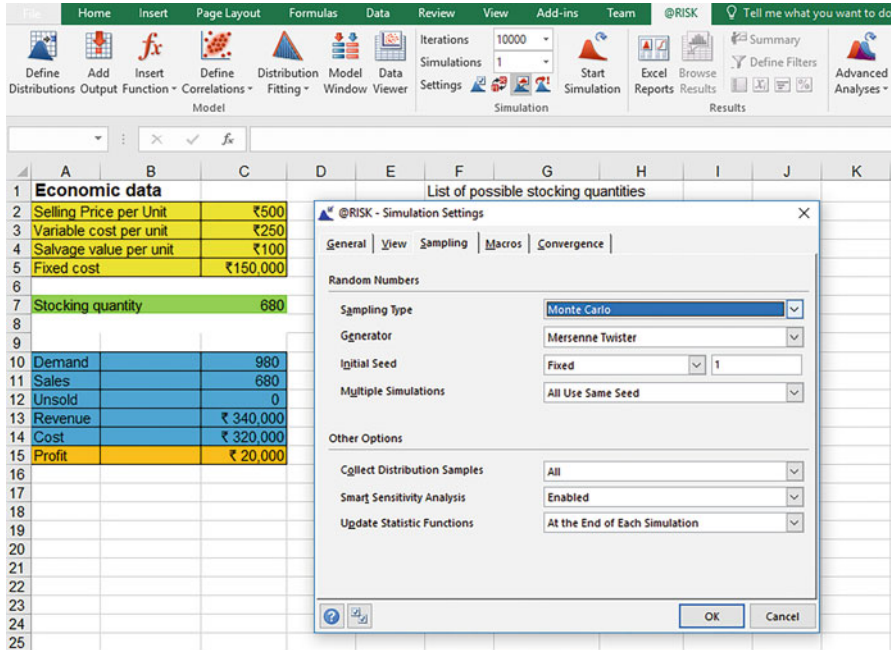 File Home Insert Page Layout Formulas Data Review View Add-ins Team @RISK Tell me what you want to do
Define Distributions
Add Output
Insert Function
Define Correlations
Distribution Fitting
Model Window
Data Viewer
Model
Iterations 10000
Simulations 1
Settings
Start Simulation
Simulation
Excel Reports
Browse Results
Summary
Define Filters
Results
Advanced Analyses
fx
A B C D E F G H I J K
1 Economic data List of possible stocking quantities
2 Selling Price per Unit ₹500
3 Variable cost per unit ₹250
4 Salvage value per unit ₹100
5 Fixed cost ₹150,000
6
7 Stocking quantity 680
8
9
10 Demand 980
11 Sales 680
12 Unsold 0
13 Revenue ₹ 340,000
14 Cost ₹ 320,000
15 Profit ₹ 20,000
16
17
18
19
20
21
22
23
24
25
@RISK - Simulation Settings
General View Sampling Macros Convergence
Random Numbers
Sampling Type Monte Carlo
Generator Mersenne Twister
Initial Seed Fixed 1
Multiple Simulations All Use Same Seed
Other Options
Collect Distribution Samples All
Smart Sensitivity Analysis Enabled
Update Statistic Functions At the End of Each Simulation
OK Cancel